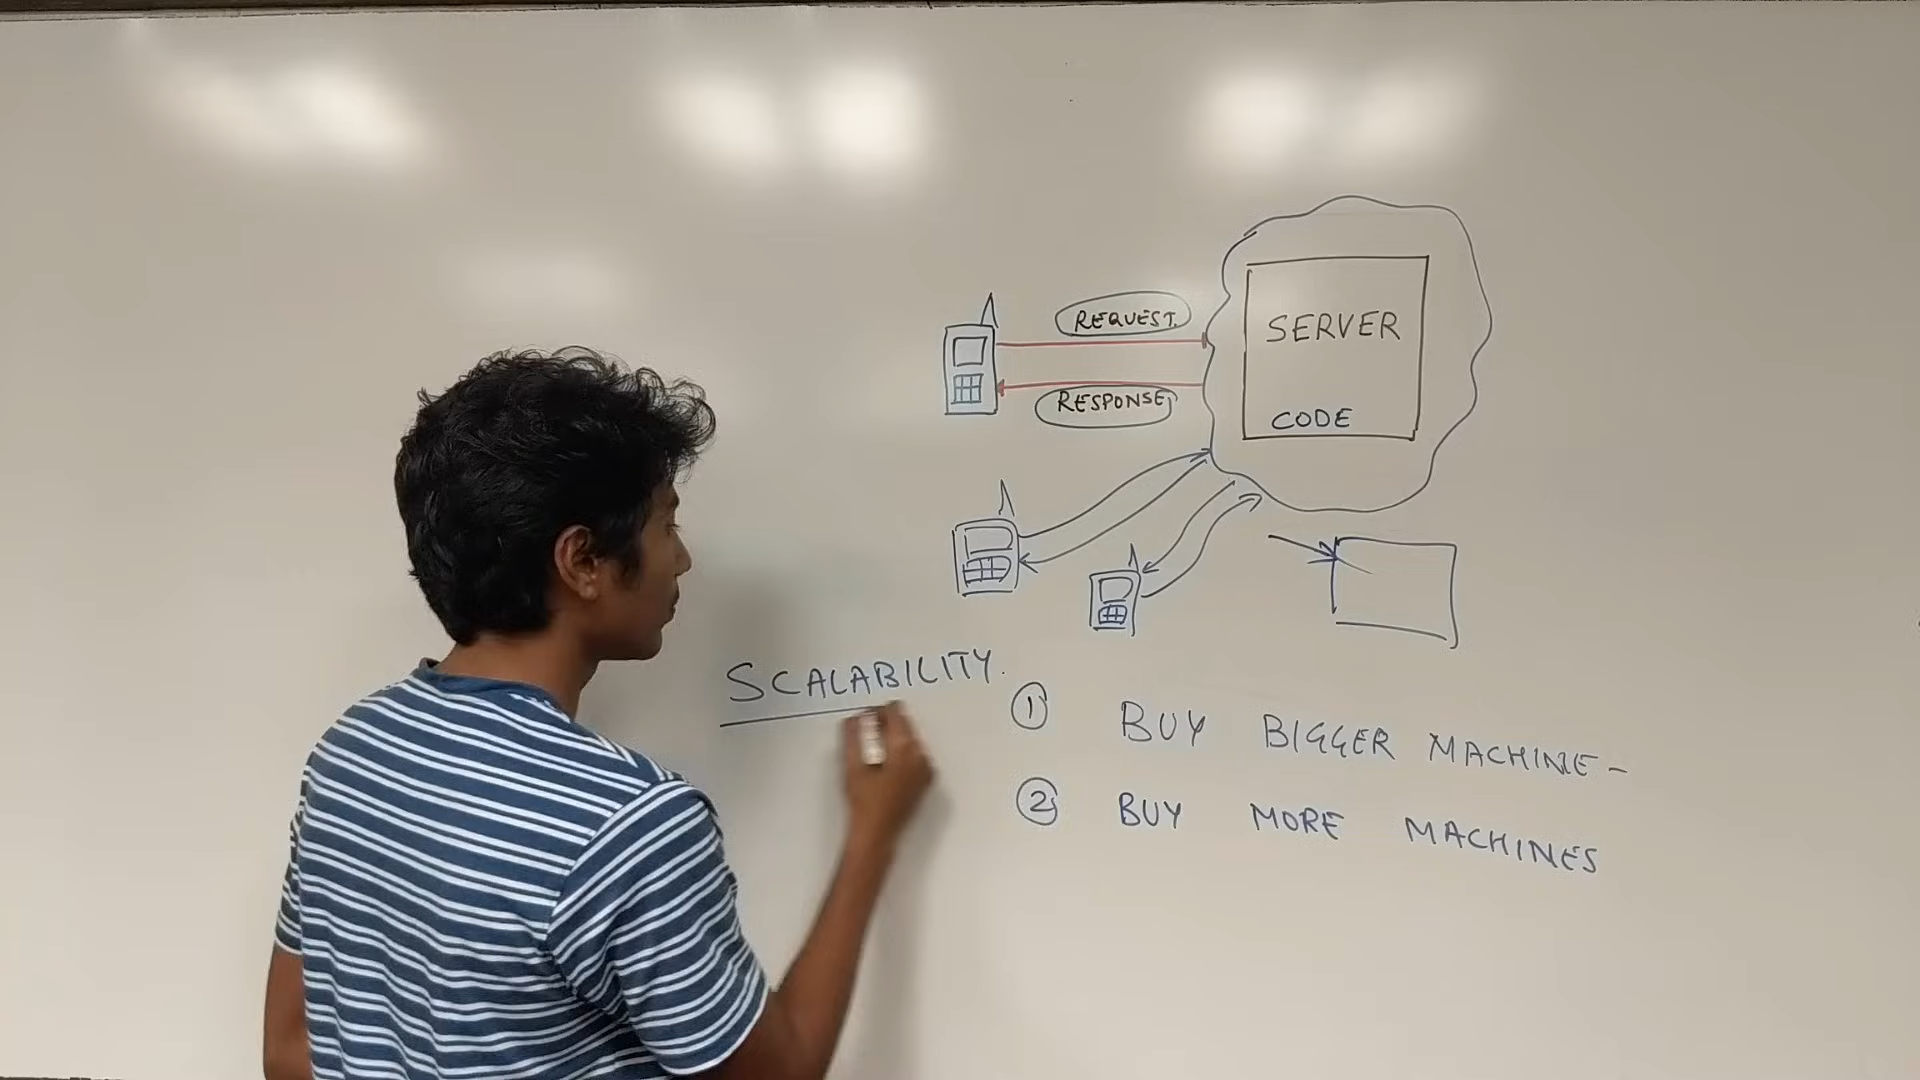 REQUEST.
RESPONSE
SERVER
CODE
SCALABILITY.
① BUY BIGGER MACHINE -
② BUY MORE MACHINES